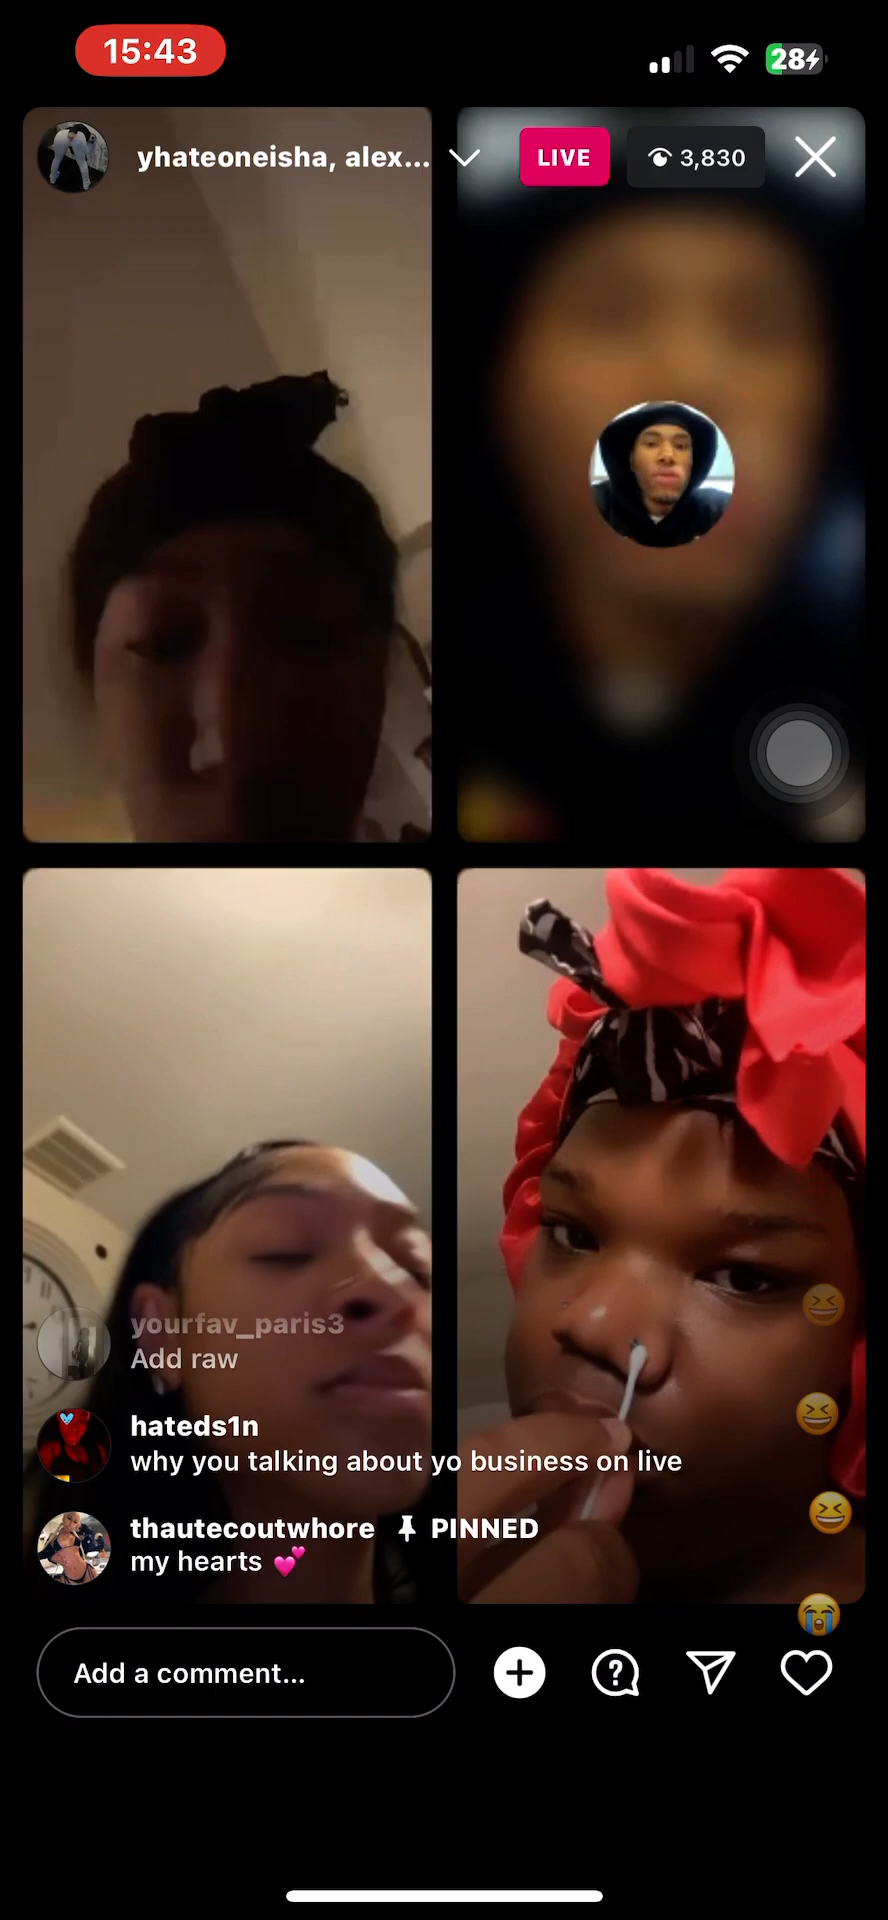 15:43
28
yhateoneisha, alex...
LIVE
3,830
yourfav_paris3
Add raw
hateds1n
why you talking about yo business on live
thautecoutwhore PINNED
my hearts 💕
Add a comment...